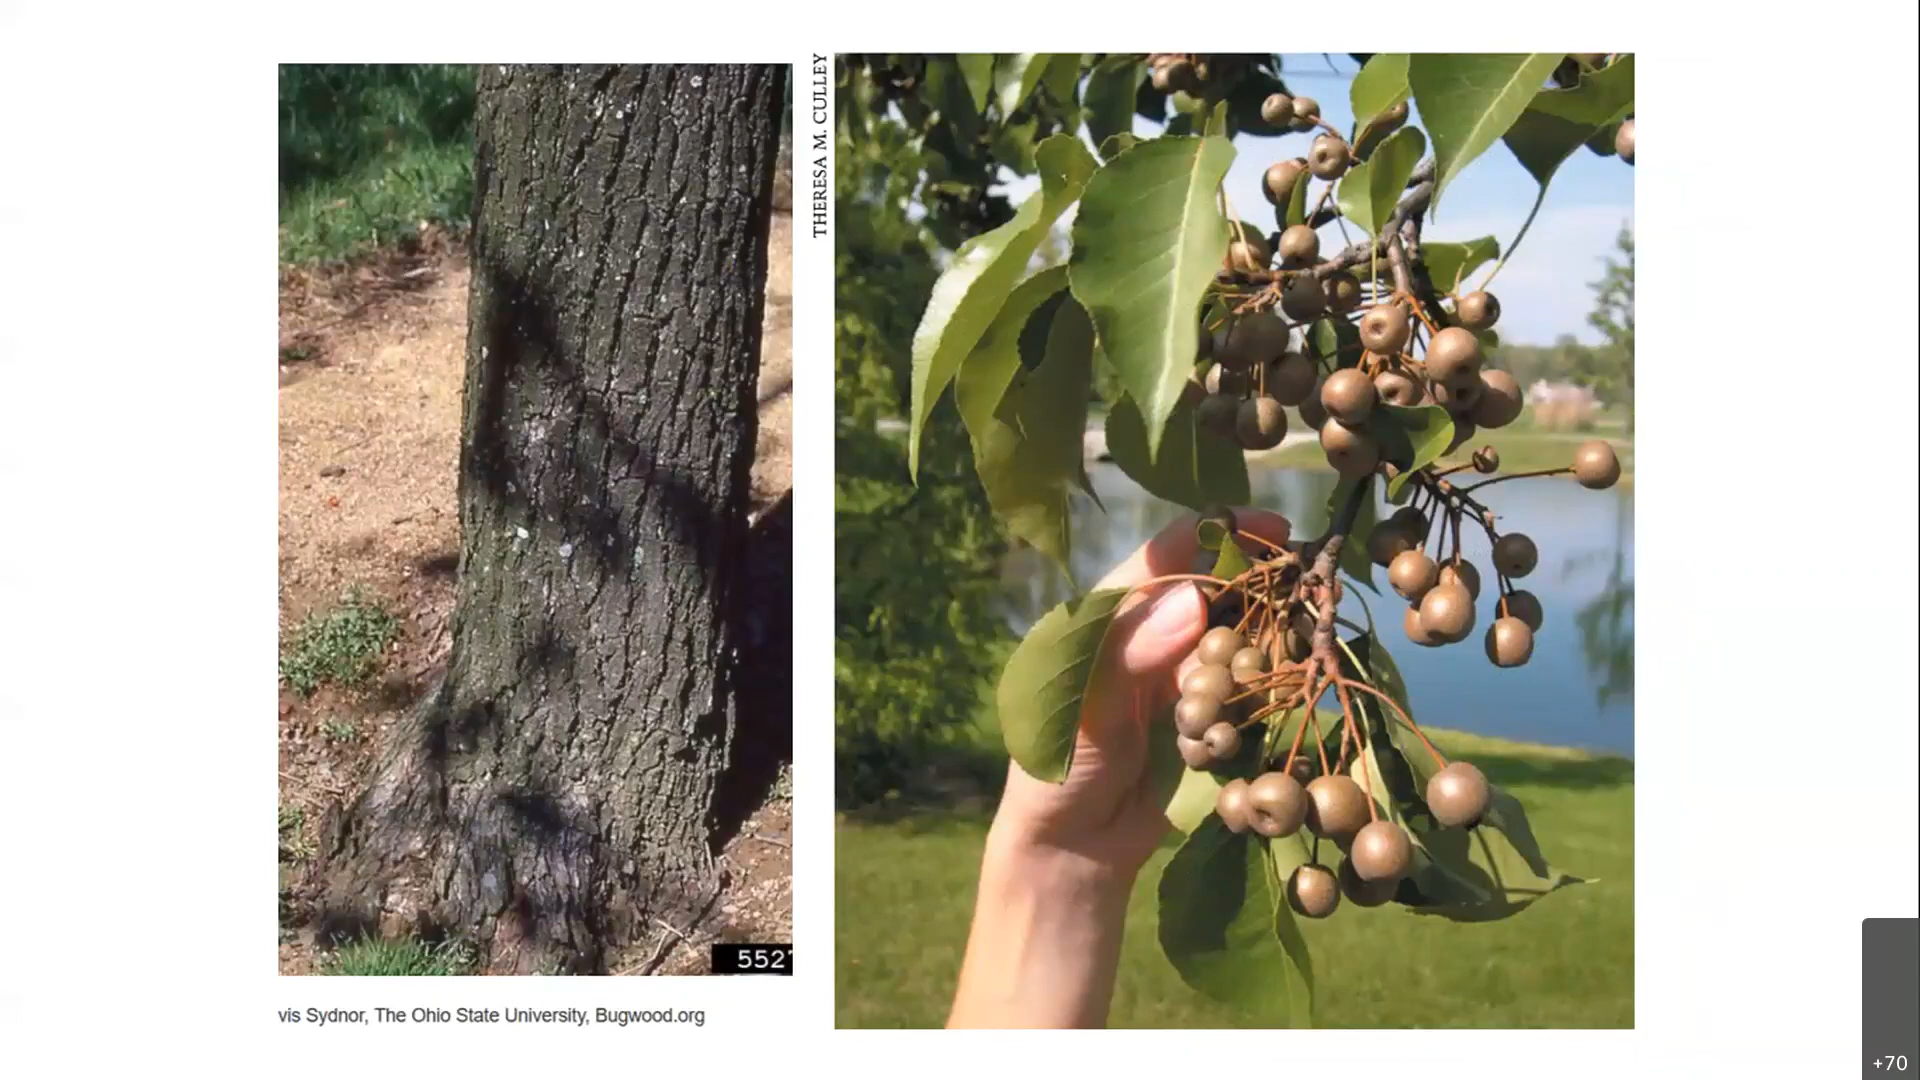 THERESA M. CULLEY
552
vis Sydnor, The Ohio State University, Bugwood.org
+70